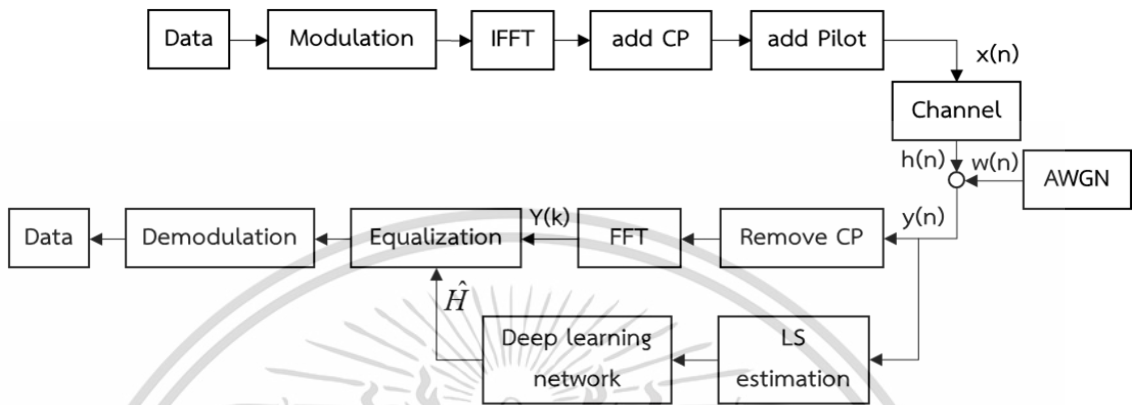 Data
Modulation
IFFT
add CP
add Pilot
x(n)
Channel
h(n)
w(n)
AWGN
y(n)
Remove CP
FFT
Y(k)
Equalization
Demodulation
Data
Ĥ
Deep learning
network
LS
estimation